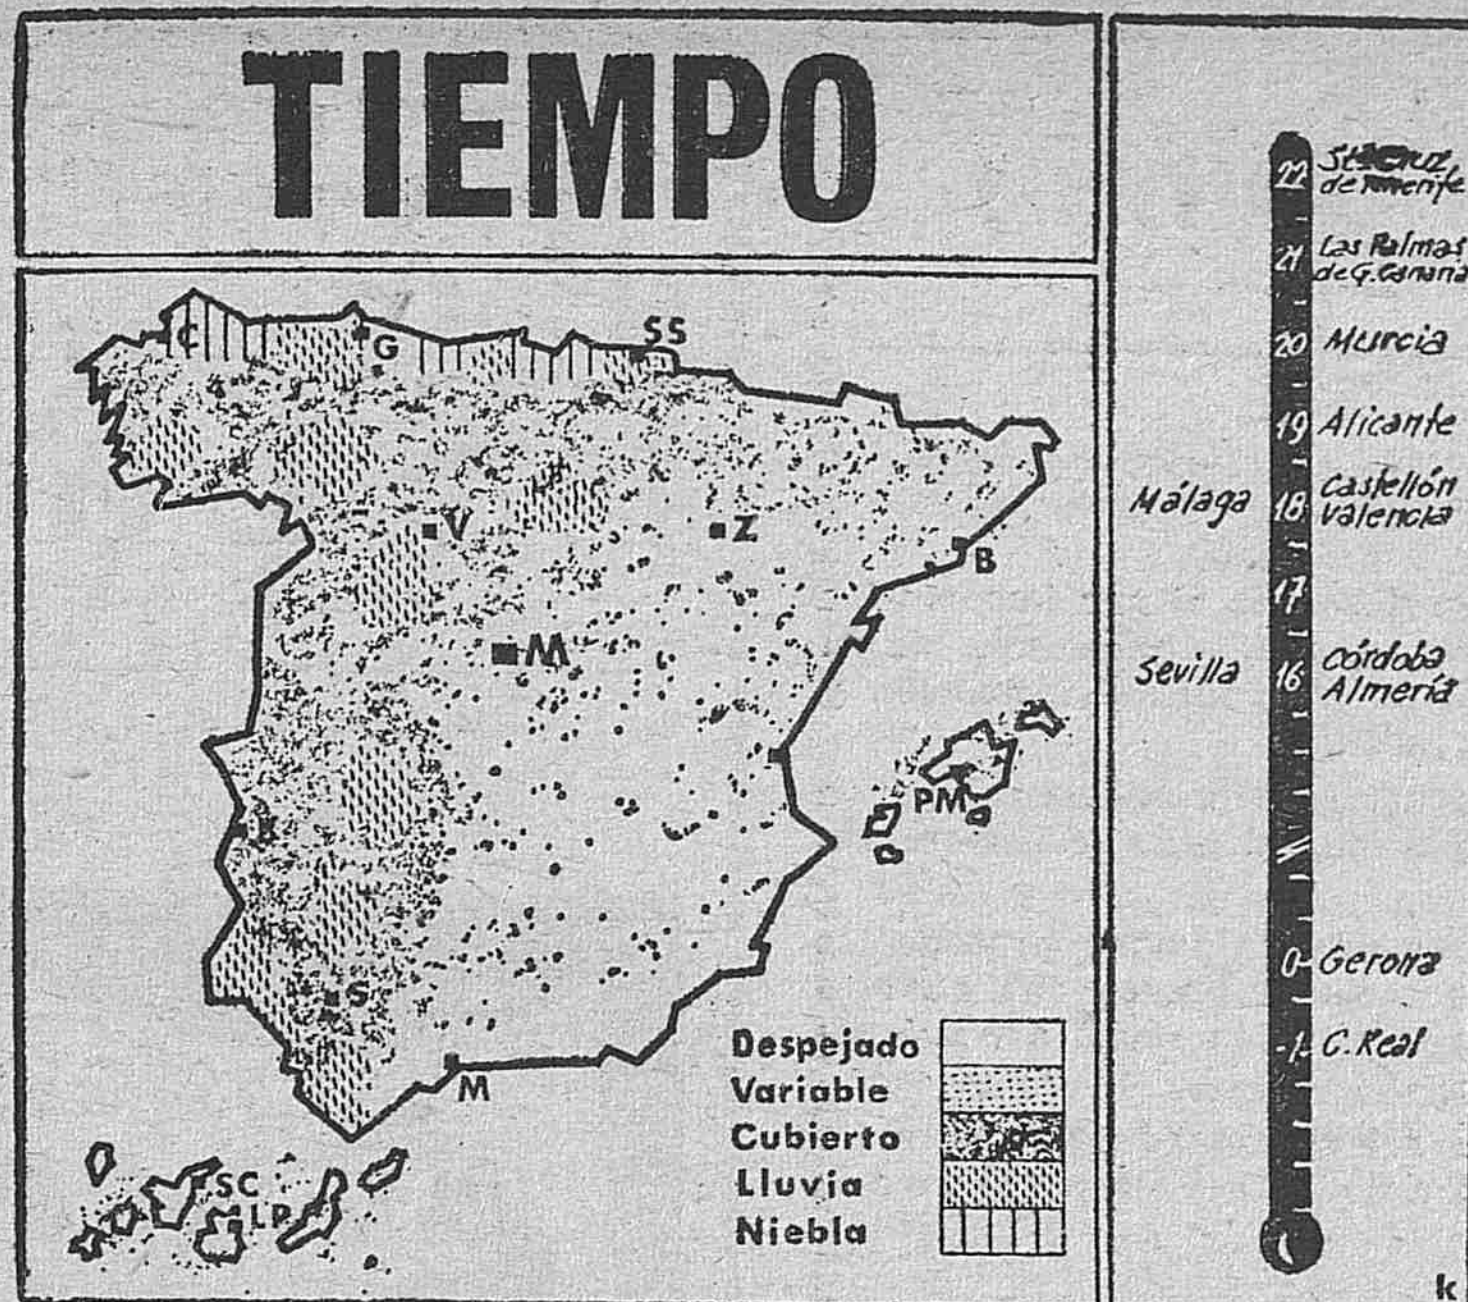 TIEMPO
C
G
SS
V
Z
B
M
PM
S
M
SC
LP
Despejado
Variable
Cubierto
Lluvia
Niebla
22 Sta Cruz
de Tenerife
21 Las Palmas
de G. Canaria
20 Murcia
19 Alicante
Málaga 18 Castellón
Valencia
17
Sevilla 16 Córdoba
Almería
0 Gerona
-1 C. Real
k